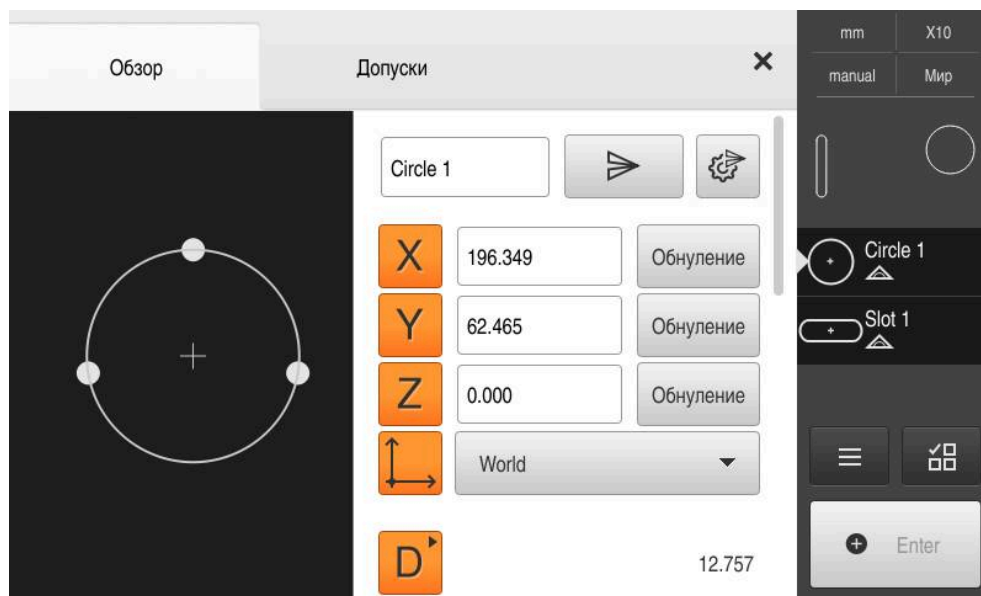 Обзор
Допуски
mm X10
manual Мир
Circle 1
X 196.349 Обнуление
Y 62.465 Обнуление
Z 0.000 Обнуление
World
D 12.757
Circle 1
Slot 1
Enter